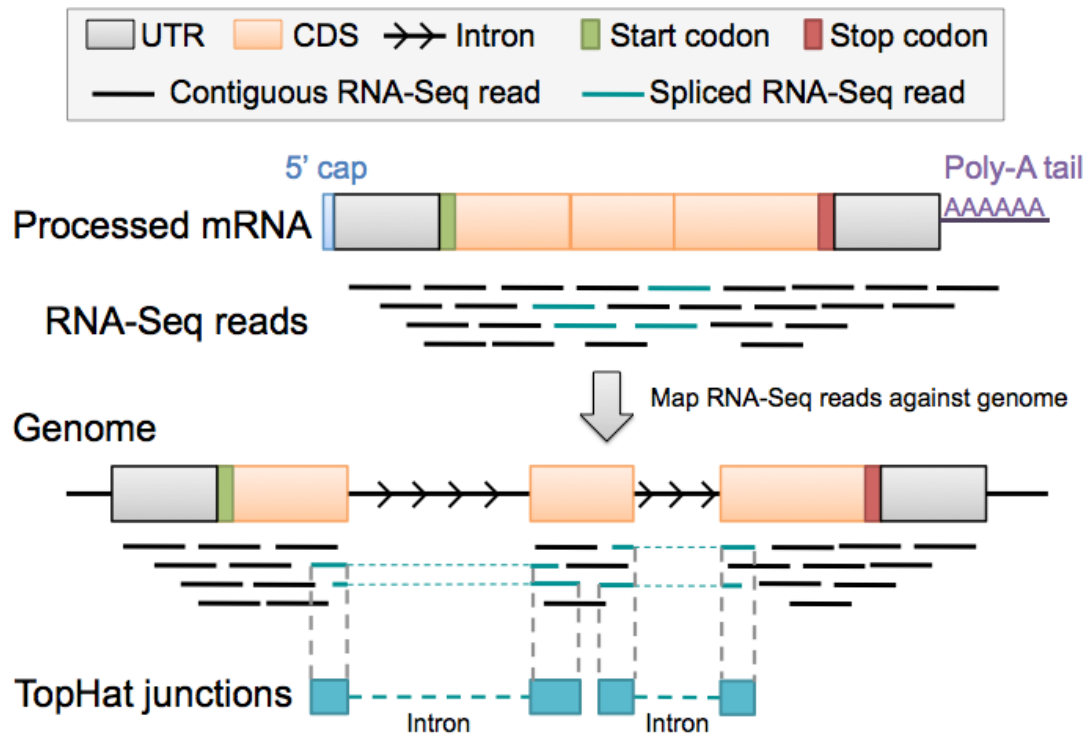 UTR CDS Intron Start codon Stop codon
Contiguous RNA-Seq read Spliced RNA-Seq read
5’ cap Poly-A tail
Processed mRNA AAAAAA
RNA-Seq reads
Map RNA-Seq reads against genome
Genome
TopHat junctions
Intron Intron